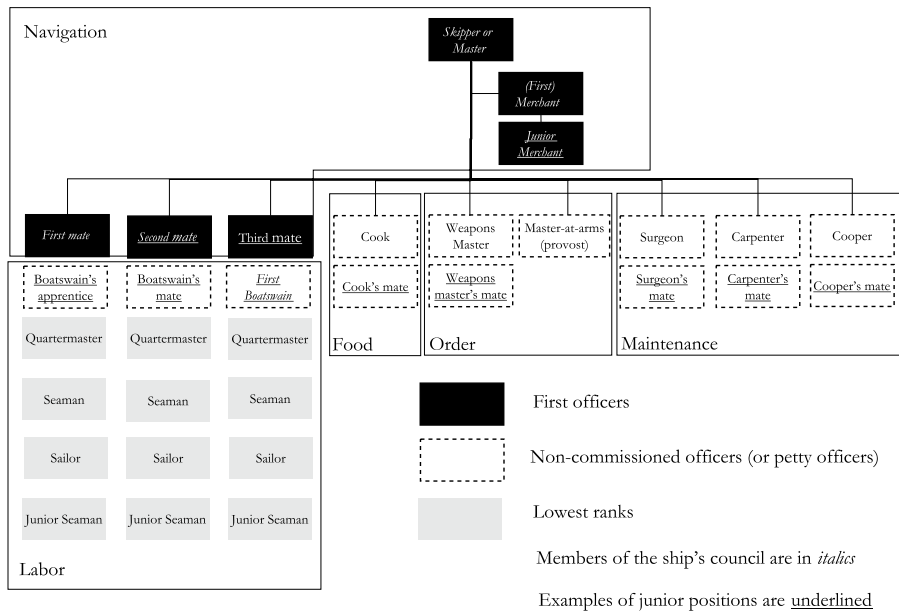 Navigation
Skipper or
Master
(First)
Merchant
Junior
Merchant
First mate
Second mate
Third mate
Cook
Weapons
Master
Master-at-arms
(provost)
Surgeon
Carpenter
Cooper
Boatswain's
apprentice
Boatswain's
mate
First
Boatswain
Cook's mate
Weapons
master's mate
Surgeon's
mate
Carpenter's
mate
Cooper's mate
Quartermaster
Quartermaster
Quartermaster
Food
Order
Maintenance
Seaman
Seaman
Seaman
Sailor
Sailor
Sailor
Junior Seaman
Junior Seaman
Junior Seaman
Labor
First officers
Non-commissioned officers (or petty officers)
Lowest ranks
Members of the ship's council are in italics
Examples of junior positions are underlined